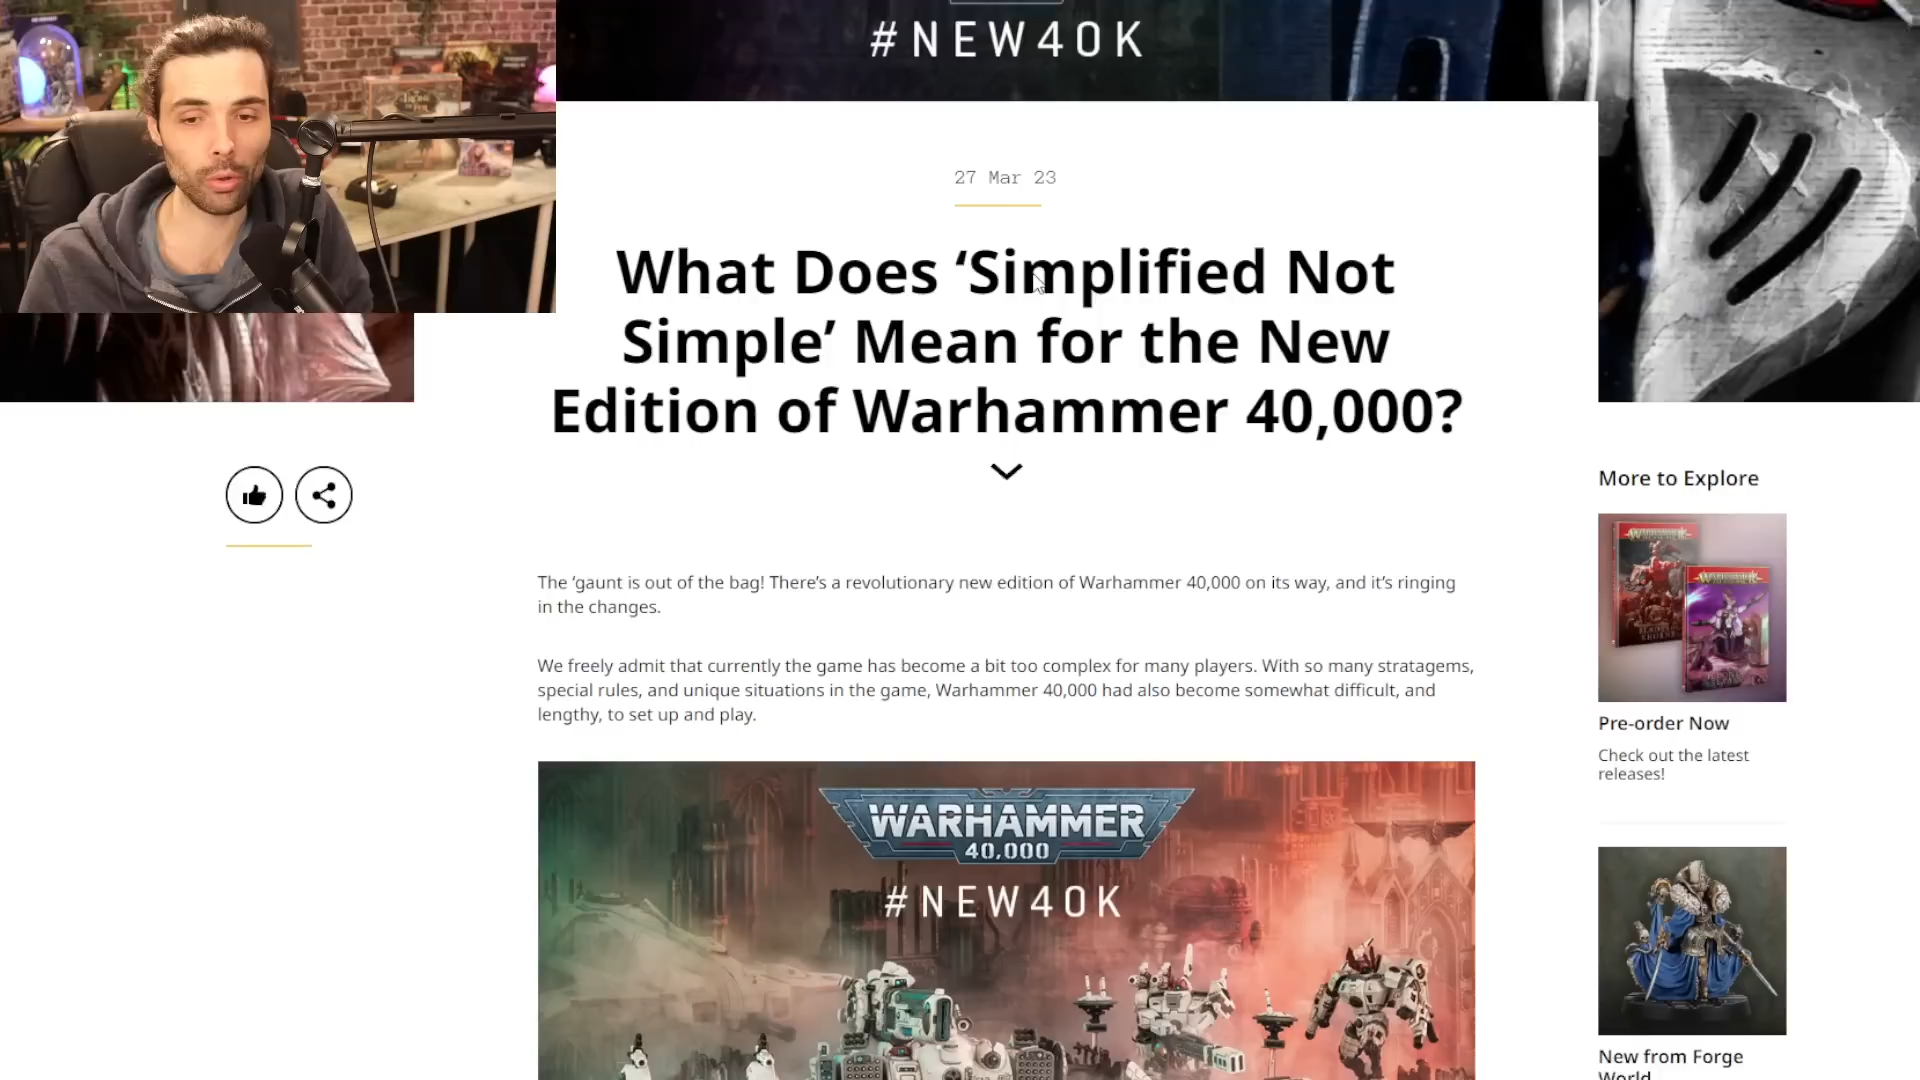 #NEW40K
27 Mar 23
What Does ‘Simplified Not
Simple’ Mean for the New
Edition of Warhammer 40,000?
The ’gaunt is out of the bag! There’s a revolutionary new edition of Warhammer 40,000 on its way, and it’s ringing
in the changes.
We freely admit that currently the game has become a bit too complex for many players. With so many stratagems,
special rules, and unique situations in the game, Warhammer 40,000 had also become somewhat difficult, and
lengthy, to set up and play.
WARHAMMER
40,000
#NEW40K
More to Explore
WARHAMMER
WARHAMMER
Pre-order Now
Check out the latest
releases!
New from Forge
World